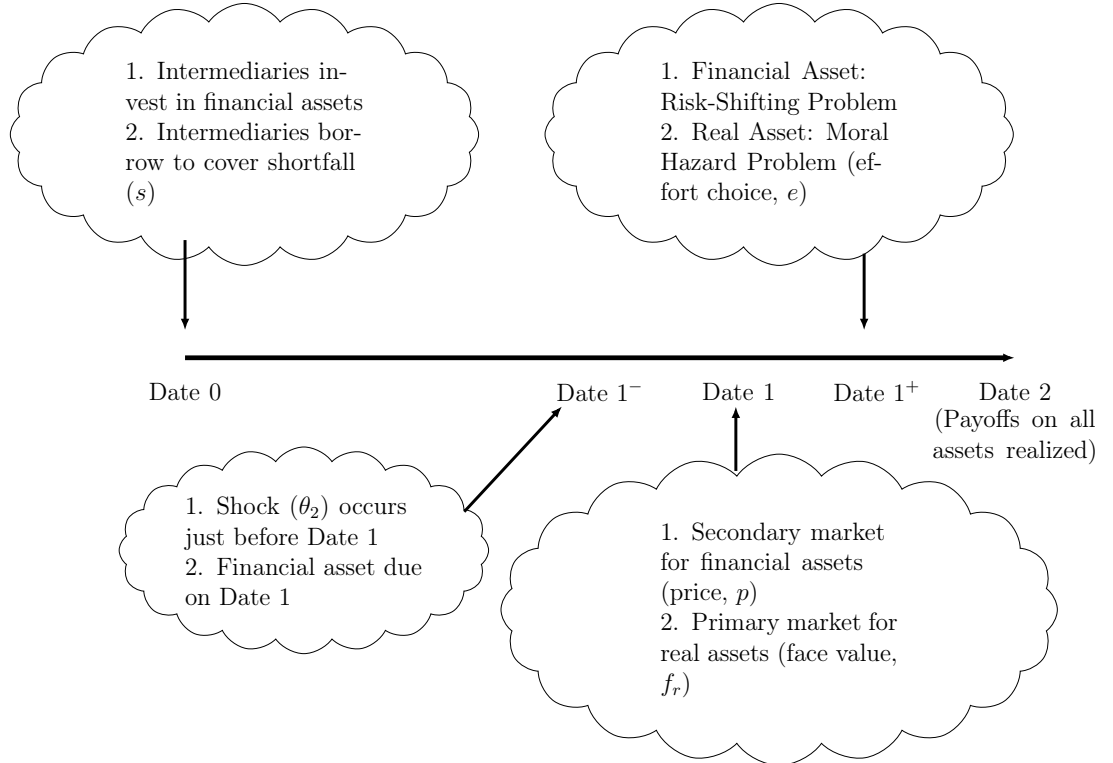 1. Intermediaries in-
vest in financial assets
2. Intermediaries bor-
row to cover shortfall
(s)
1. Financial Asset:
Risk-Shifting Problem
2. Real Asset: Moral
Hazard Problem (ef-
fort choice, e)
Date 0
Date 1⁻
Date 1
Date 1⁺
Date 2
(Payoffs on all
assets realized)
1. Shock (θ₂) occurs
just before Date 1
2. Financial asset due
on Date 1
1. Secondary market
for financial assets
(price, p)
2. Primary market for
real assets (face value,
fᵣ)